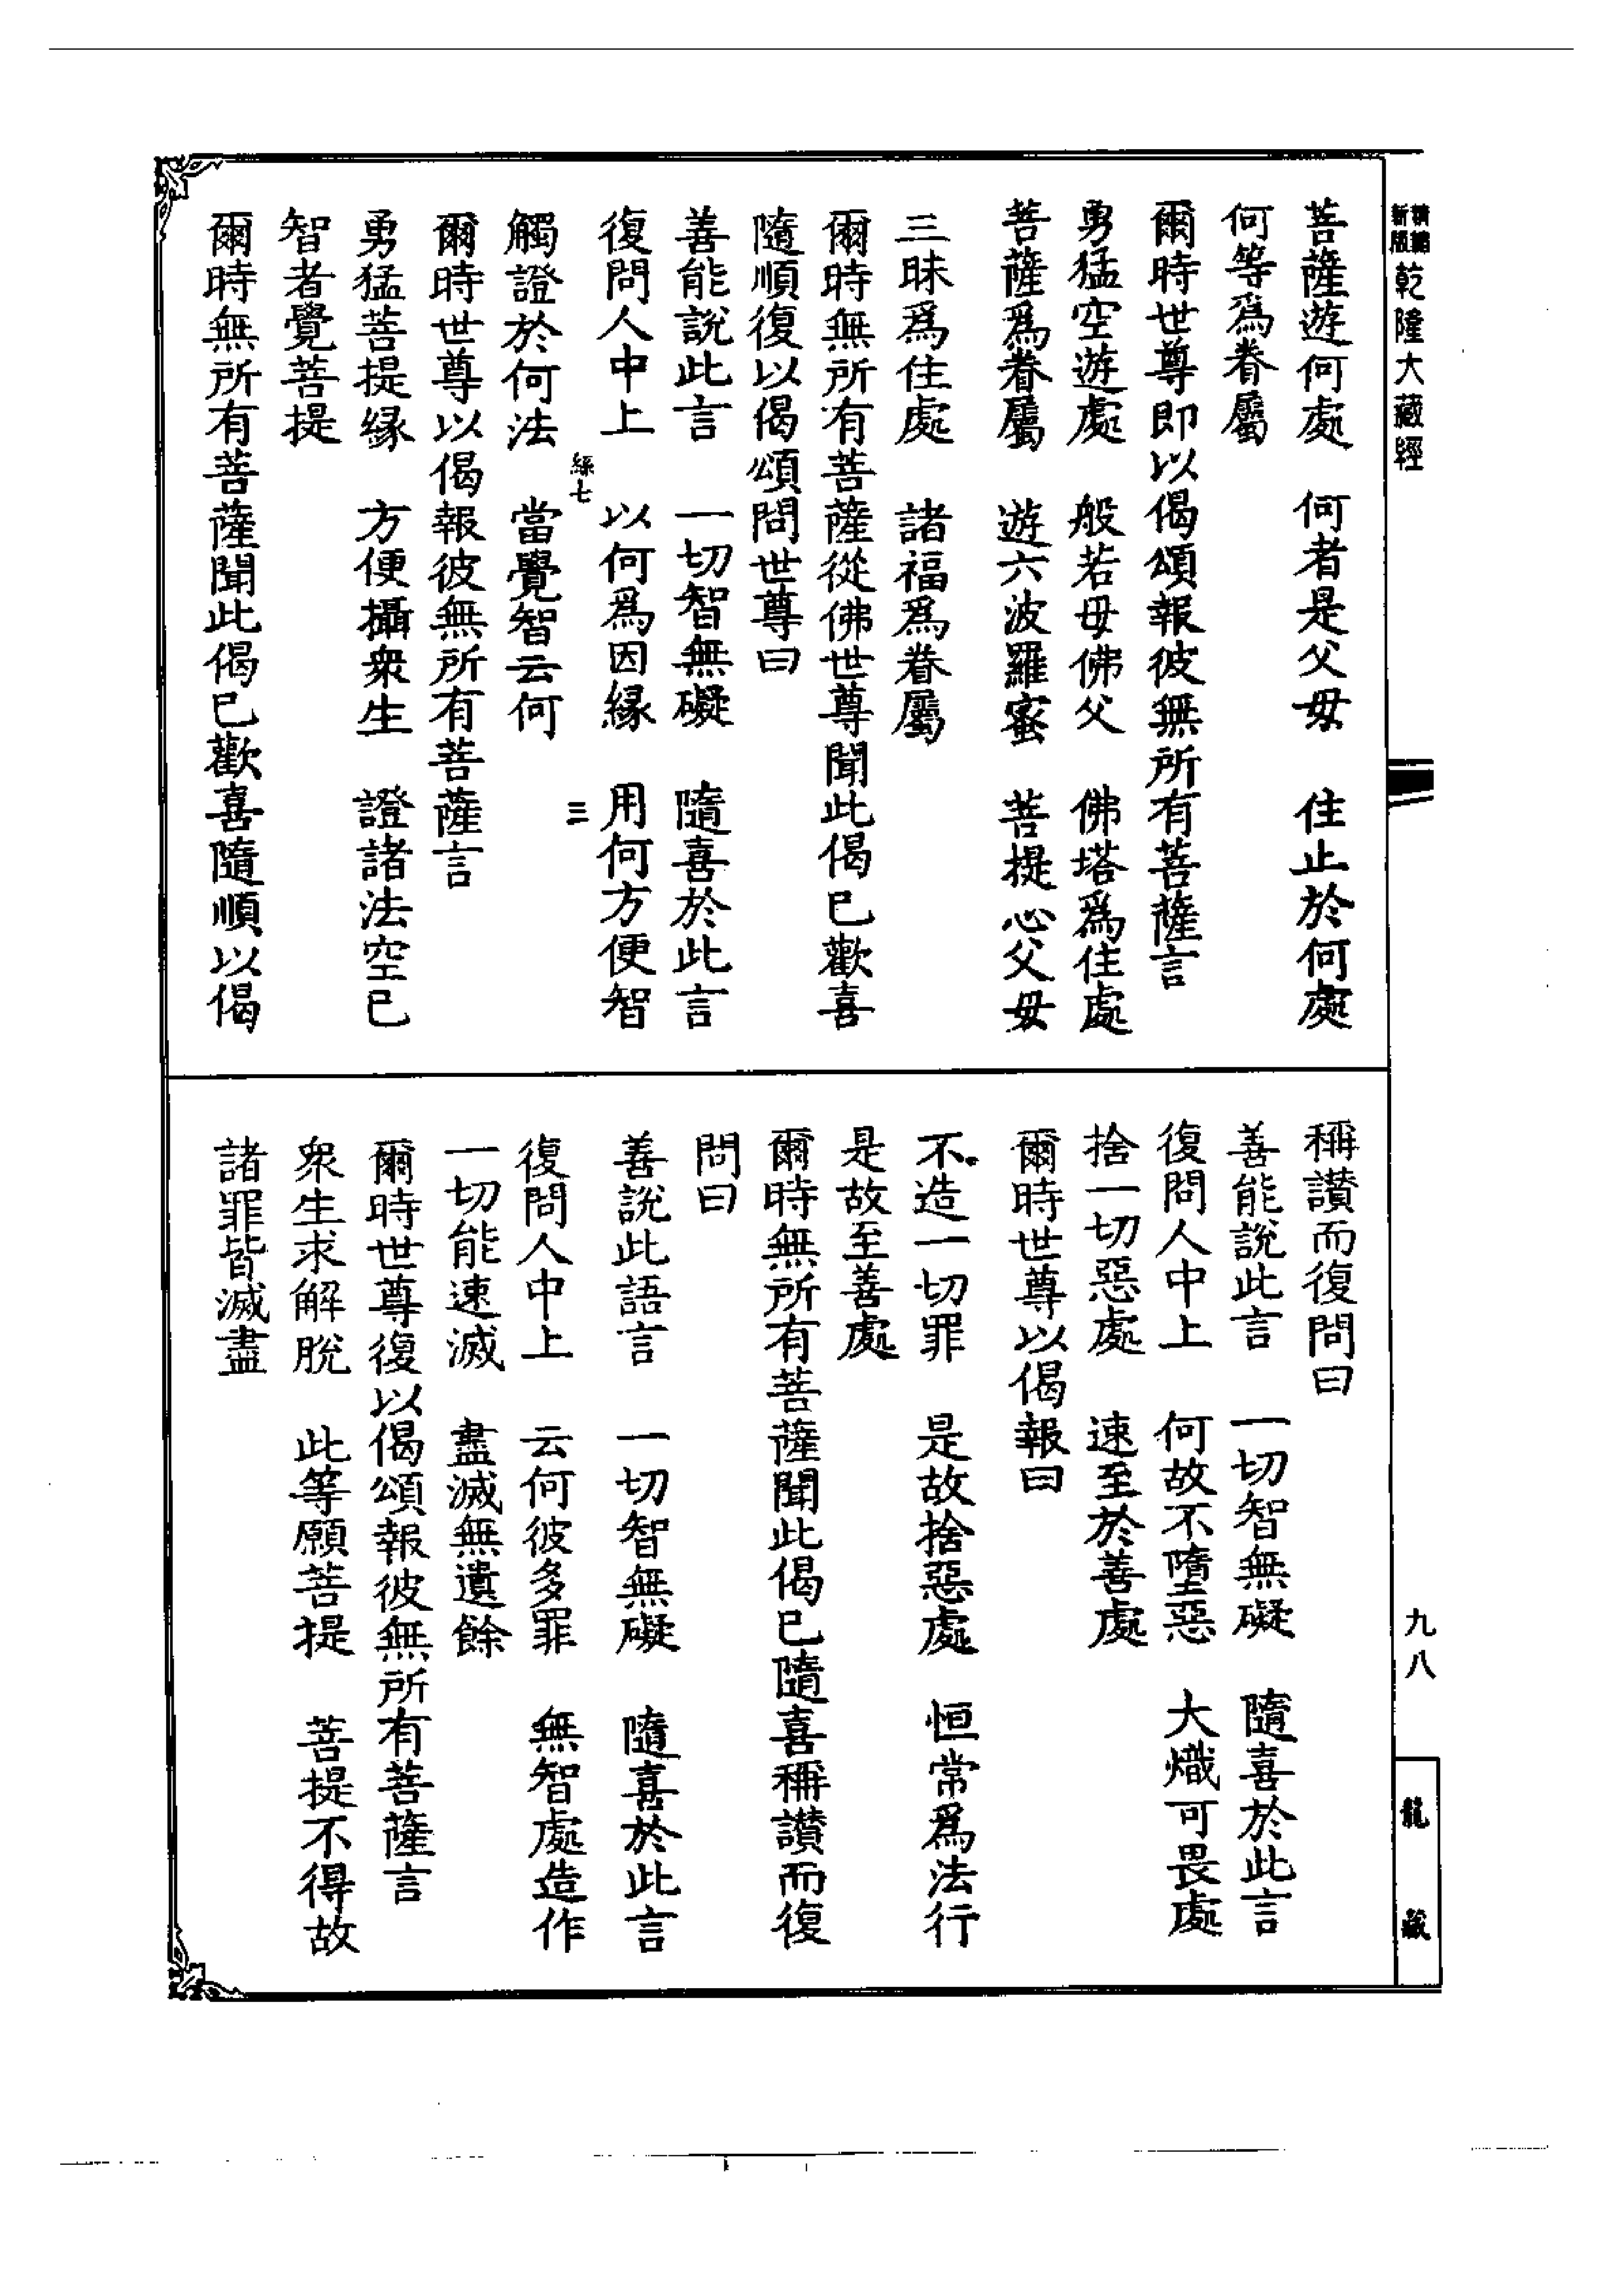 新版
乾隆大藏經
菩薩遊何處　何者是父母　住止於何處
何等爲眷屬
爾時世尊即以偈頌報彼無所有菩薩言
勇猛空遊處　般若母佛父　佛塔爲住處
菩薩爲眷屬　遊六波羅蜜　菩提心父母
三昧爲住處　諸福爲眷屬
爾時無所有菩薩從佛世尊聞此偈已歡喜
隨順復以偈頌問世尊曰
善能說此言　一切智無礙　隨喜於此言
復問人中上　以何爲因緣　用何方便智
絲七　三
觸證於何法　當覺智云何
爾時世尊以偈報彼無所有菩薩言
勇猛菩提緣　方便攝衆生　證諸法空已
智者覺菩提
爾時無所有菩薩聞此偈已歡喜隨順以偈
稱讚而復問曰
善能說此言　一切智無礙　隨喜於此言
復問人中上　何故不墮惡　大熾可畏處
捨一切惡處　速至於善處
爾時世尊以偈報曰
不造一切罪　是故捨惡處　恒常爲法行
是故至善處
爾時無所有菩薩聞此偈已隨喜稱讚而復
問曰
善說此語言　一切智無礙　隨喜於此言
復問人中上　云何彼多罪　無智處造作
一切能速滅　盡滅無遺餘
爾時世尊復以偈頌報彼無所有菩薩言
衆生求解脫　此等願菩提　菩提不得故
諸罪皆滅盡
九八
龍藏